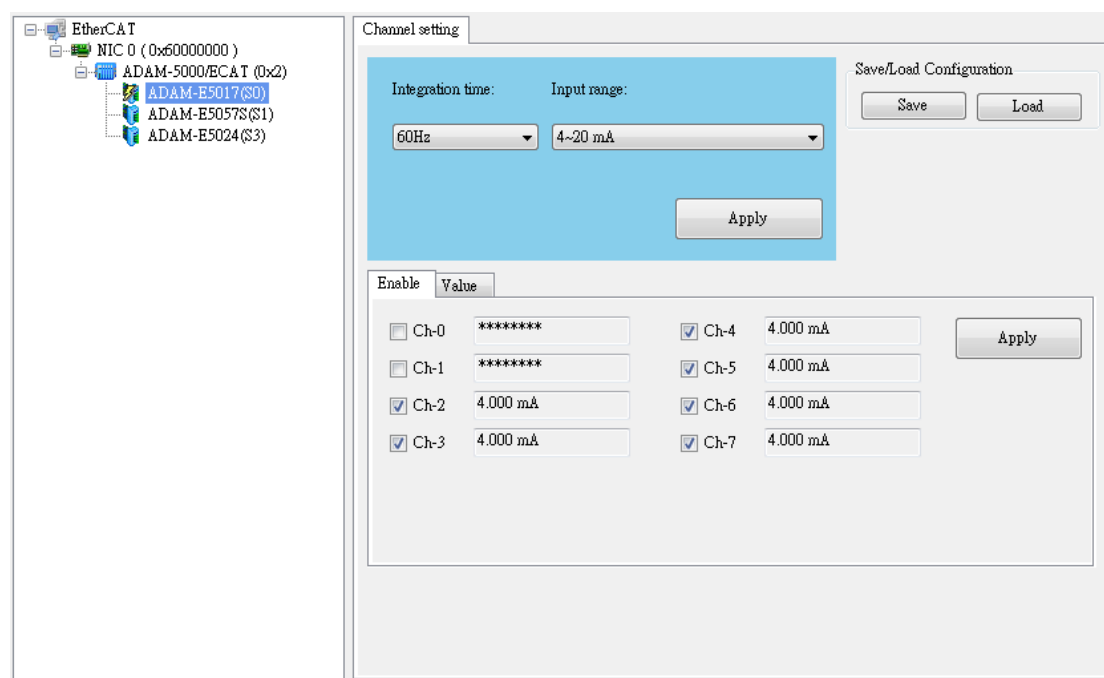 EtherCAT
NIC 0 ( 0x60000000 )
ADAM-5000/ECAT (0x2)
ADAM-E5017(S0)
ADAM-E5057S(S1)
ADAM-E5024(S3)
Channel setting
Integration time: Input range:
60Hz 4~20 mA
Apply
Save/Load Configuration
Save Load
Enable Value
Ch-0 ******** Ch-4 4.000 mA Apply
Ch-1 ******** Ch-5 4.000 mA
Ch-2 4.000 mA Ch-6 4.000 mA
Ch-3 4.000 mA Ch-7 4.000 mA